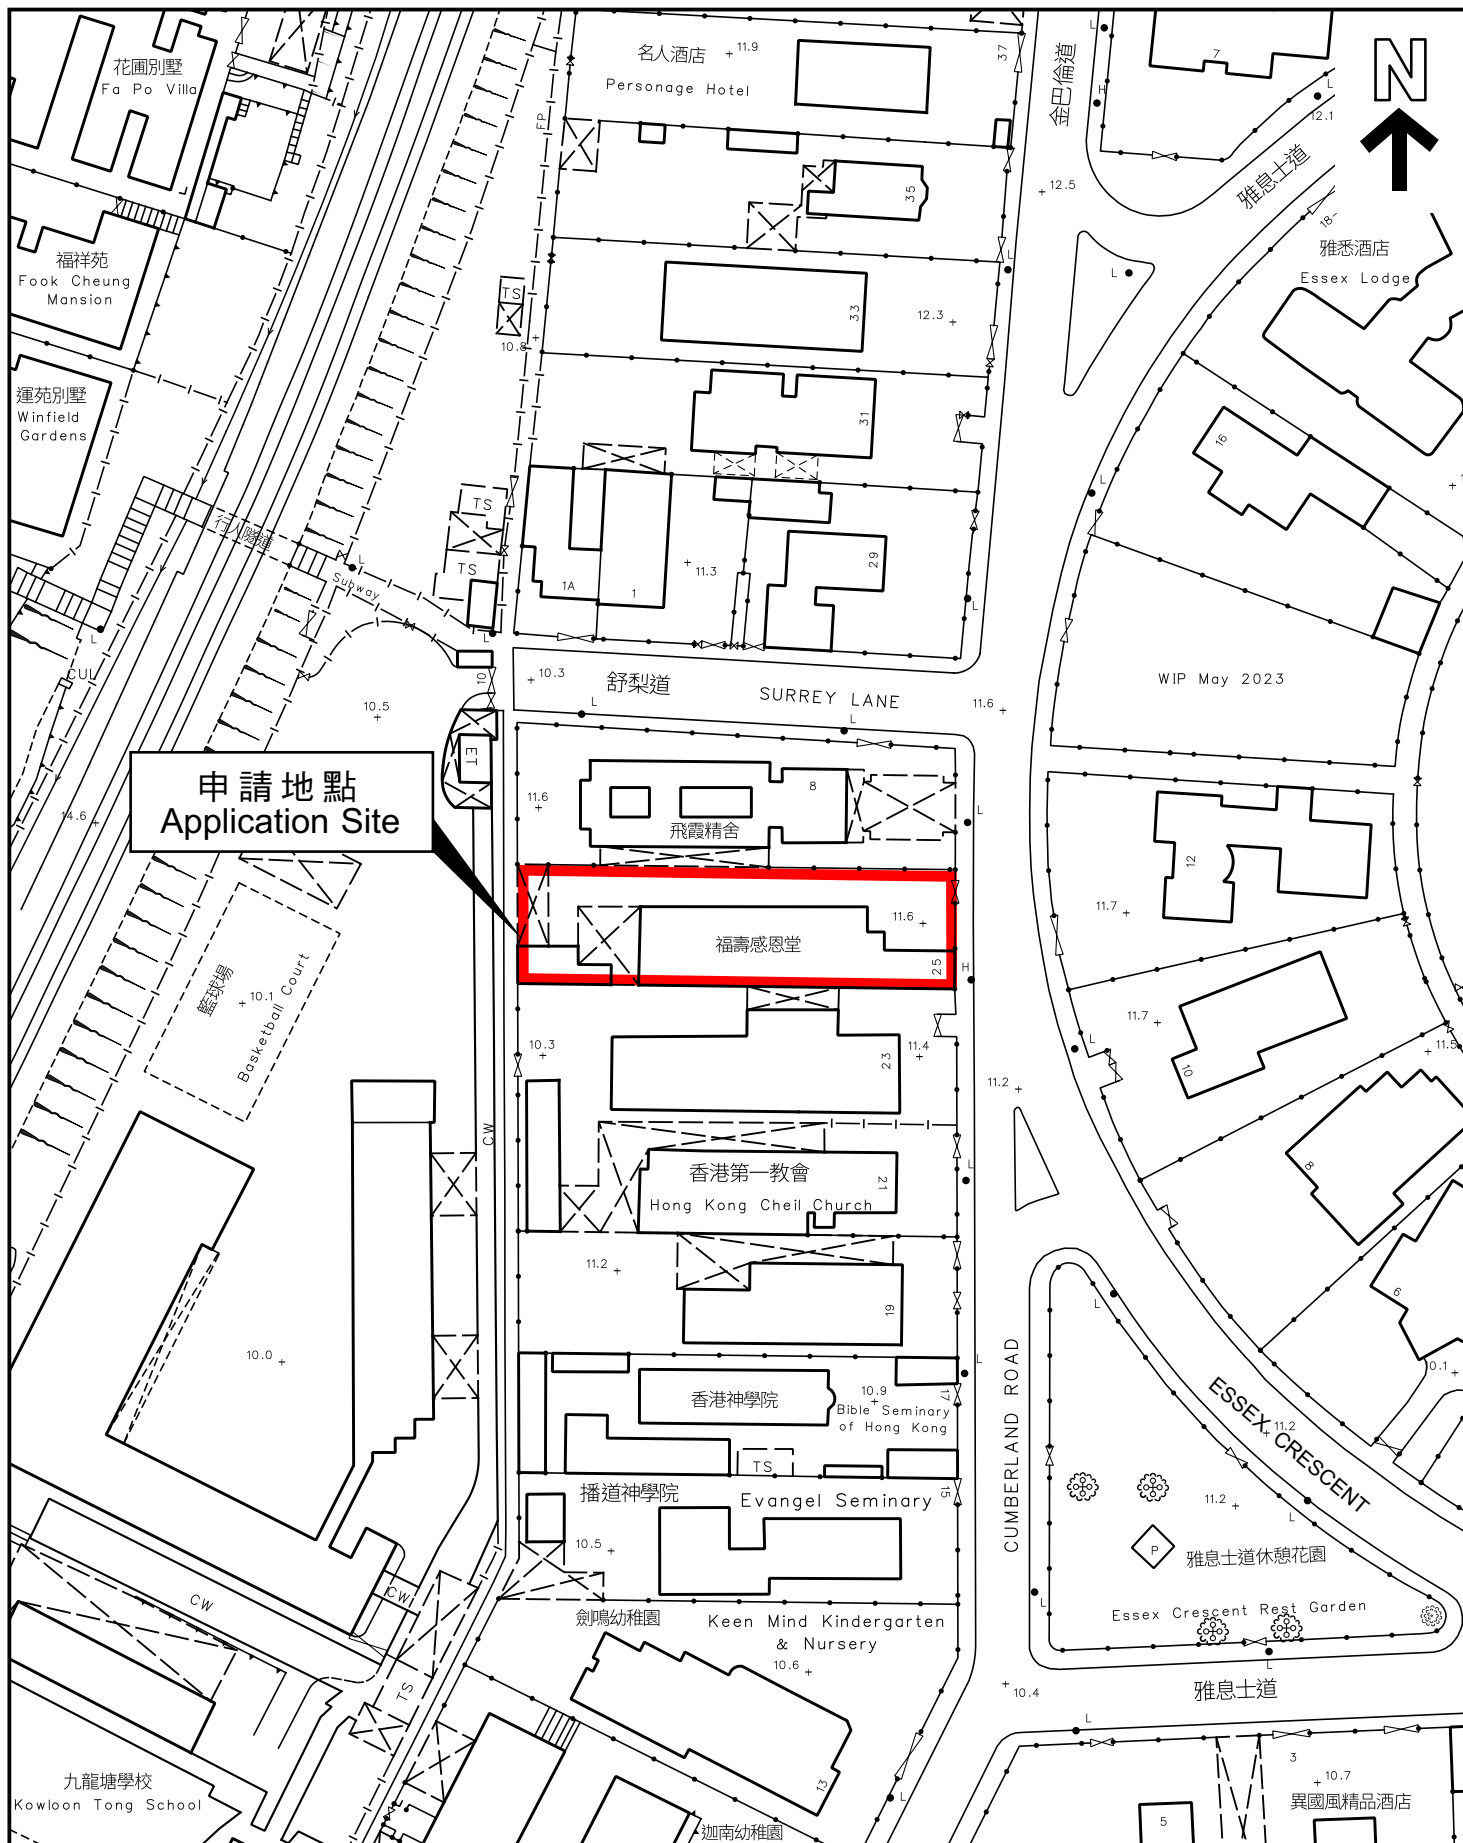 名人酒店
11.9
Personage Hotel
37
金巴倫道
7
N
花圃別墅
Fa Po Villa
FP
H
L
L
12.1
35
12.5
雅息士道
18-
雅悉酒店
Essex Lodge
福祥苑
Fook Cheung
Mansion
TS
10.8
33
12.3
L
L
運苑別墅
Winfield
Gardens
31
16
行人隧道
Subway
L
TS
TS
1A
1
11.3
29
L
L
L
L
CUL
10
10.3
舒梨道
SURREY LANE
11.6
WIP May 2023
10.5
L
L
申請地點
Application Site
ET
11.6
8
飛霞精舍
L
14.6
12
11.7
11.6
福壽感恩堂
25
H
籃球場
10.1
Basketball Court
10.3
23
11.4
11.7
L
10
11.5
11.2
CW
香港第一教會
Hong Kong Cheil Church
21
L
8
11.2
19
L
6
10.0
10.1
香港神學院
10.9
Bible Seminary
of Hong Kong
17
L
CUMBERLAND ROAD
ESSEX CRESCENT
11.2
TS
播道神學院
Evangel Seminary
15
11.2
L
10.5
P
雅息士道休憩花園
Essex Crescent Rest Garden
L
CW
CW
劍鳴幼稚園
Keen Mind Kindergarten
& Nursery
10.6
L
TS
10.4
雅息士道
L
九龍塘學校
Kowloon Tong School
13
L
3
10.7
異國風精品酒店
5
迦南幼稚園